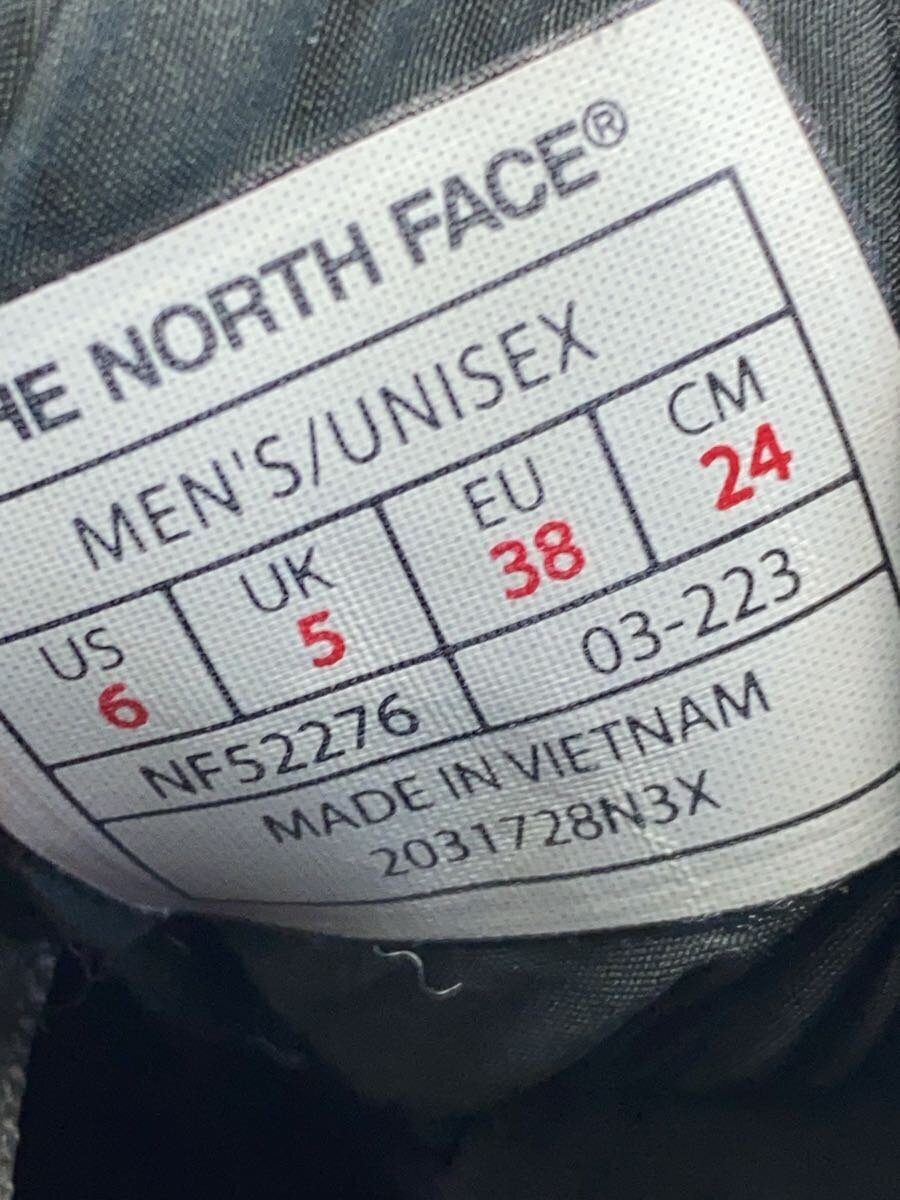 HE NORTH FACE®
MEN'S/UNISEX
US UK EU CM
6 5 38 24
NF52276 03-223
MADE IN VIETNAM
2031728N3X